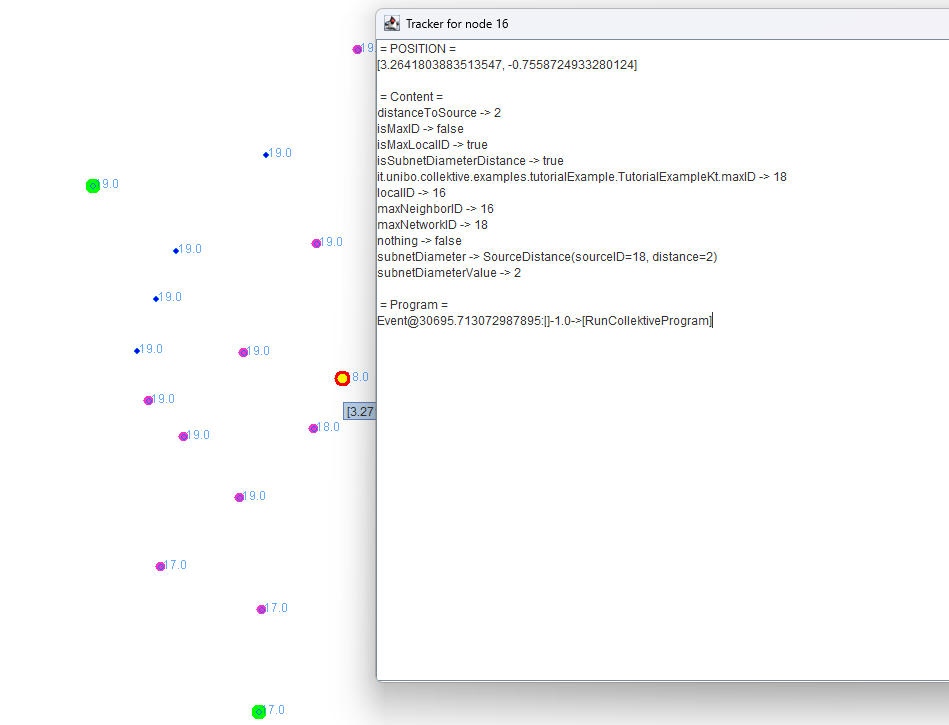 Tracker for node 16
= POSITION =
[3.2641803883513547, -0.7558724933280124]
= Content =
distanceToSource -> 2
isMaxID -> false
isMaxLocalID -> true
isSubnetDiameterDistance -> true
it.unibo.collektive.examples.tutorialExample.TutorialExampleKt.maxID -> 18
localID -> 16
maxNeighborID -> 16
maxNetworkID -> 18
nothing -> false
subnetDiameter -> SourceDistance(sourceID=18, distance=2)
subnetDiameterValue -> 2
= Program =
Event@30695.713072987895:[]-1.0->[RunCollektiveProgram]
19.
19.0
19.0
19.0
19.0
19.0
19.0
19.0
8.0
[3.27
19.0
18.0
19.0
19.0
17.0
17.0
17.0